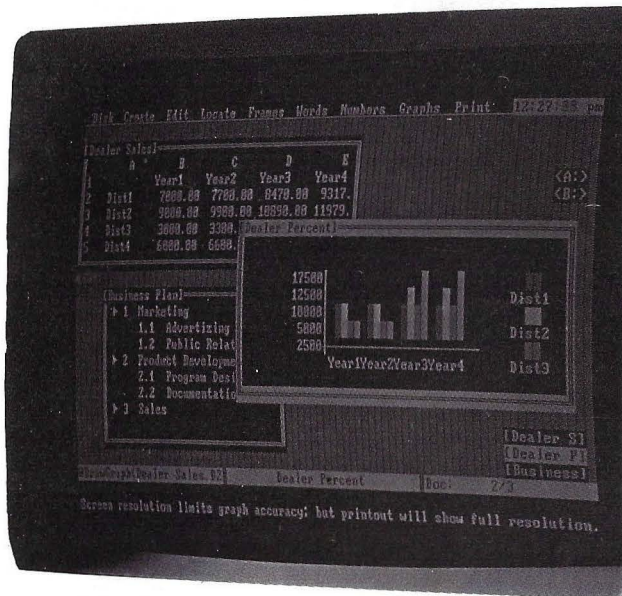 Disk Create Edit Locate Frames Words Numbers Graphs Print 12:27:38 pm
[Dealer Sales]
A B C D E
1 Year1 Year2 Year3 Year4
2 Dist1 7000.00 7700.00 8470.00 9317.
3 Dist2 9000.00 9900.00 10890.00 11979.
4 Dist3 3000.00 3300.
5 Dist4 6000.00 6600.
<A:>
<B:>
[Dealer Percent]
17500
12500
10000
5000
2500
Year1Year2Year3Year4
Dist1
Dist2
Dist3
[Business Plan]
1 Marketing
1.1 Advertizing
1.2 Public Relat
2 Product Developme
2.1 Program Desi
2.2 Documentatio
3 Sales
[Dealer S]
[Dealer P]
[Business]
Dealer Percent Doc: 2/3
Screen resolution limits graph accuracy; but printout will show full resolution.